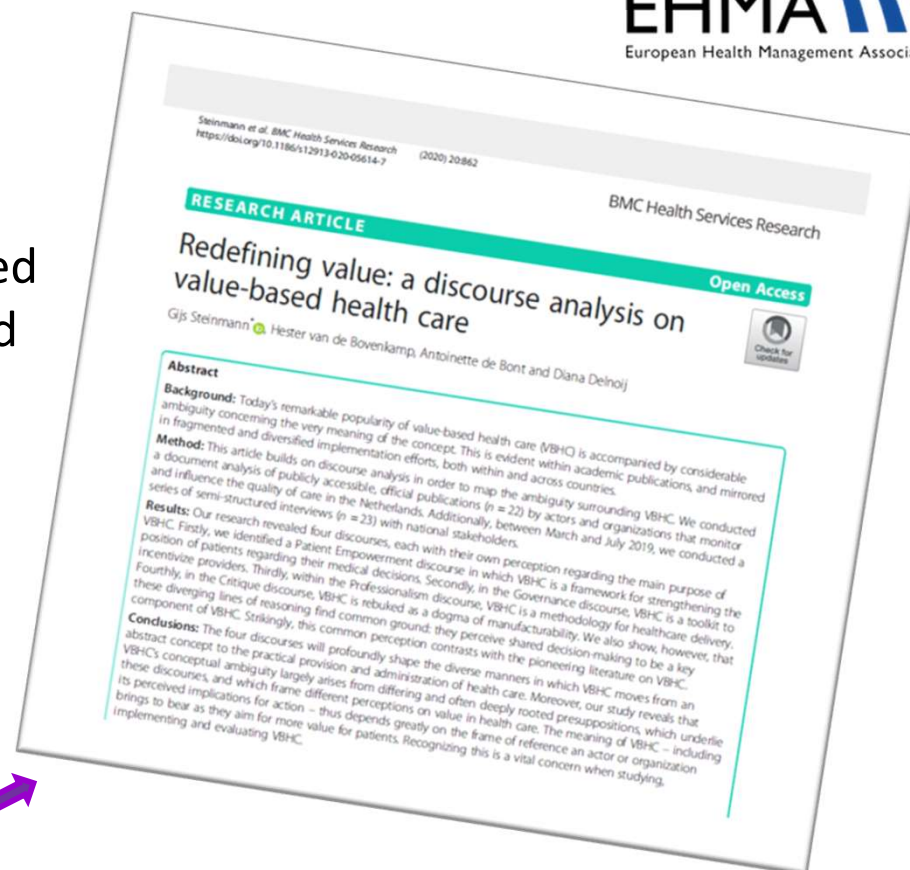 EHMA
European Health Management Associa
ed
d
Steinmann et al. BMC Health Services Research (2020) 20:862
https://doi.org/10.1186/s12913-020-05614-7
BMC Health Services Research
RESEARCH ARTICLE
Open Access
Redefining value: a discourse analysis on
value-based health care
Gijs Steinmann*, Hester van de Bovenkamp, Antoinette de Bont and Diana Delnoij
Check for
updates
Abstract
Background: Today's remarkable popularity of value-based health care (VBHC) is accompanied by considerable
ambiguity concerning the very meaning of the concept. This is evident within academic publications, and mirrored
in fragmented and diversified implementation efforts, both within and across countries.
Method: This article builds on discourse analysis in order to map the ambiguity surrounding VBHC. We conducted
a document analysis of publicly accessible, official publications (n = 22) by actors and organizations that monitor
and influence the quality of care in the Netherlands. Additionally, between March and July 2019, we conducted a
series of semi-structured interviews (n = 23) with national stakeholders.
Results: Our research revealed four discourses, each with their own perception regarding the main purpose of
VBHC. Firstly, we identified a Patient Empowerment discourse in which VBHC is a framework for strengthening the
position of patients regarding their medical decisions. Secondly, in the Governance discourse, VBHC is a toolkit to
incentivize providers. Thirdly, within the Professionalism discourse, VBHC is a methodology for healthcare delivery.
Fourthly, in the Critique discourse, VBHC is rebuked as a dogma of manufacturability. We also show, however, that
these diverging lines of reasoning find common ground: they perceive shared decision-making to be a key
component of VBHC. Strikingly, this common perception contrasts with the pioneering literature on VBHC.
Conclusions: The four discourses will profoundly shape the diverse manners in which VBHC moves from an
abstract concept to the practical provision and administration of health care. Moreover, our study reveals that
VBHC's conceptual ambiguity largely arises from differing and often deeply rooted presuppositions, which underlie
these discourses, and which frame different perceptions on value in health care. The meaning of VBHC – including
its perceived implications for action – thus depends greatly on the frame of reference an actor or organization
brings to bear as they aim for more value for patients. Recognizing this is a vital concern when studying,
implementing and evaluating VBHC.